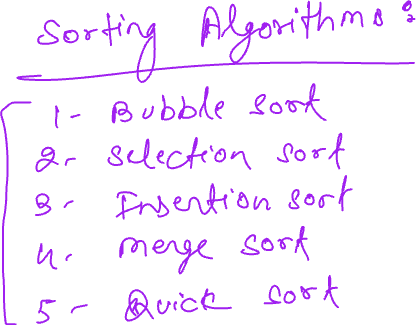 Sorting Algorithms:
1- Bubble Sort
2- Selection Sort
3- Insertion Sort
4- Merge Sort
5- Quick Sort